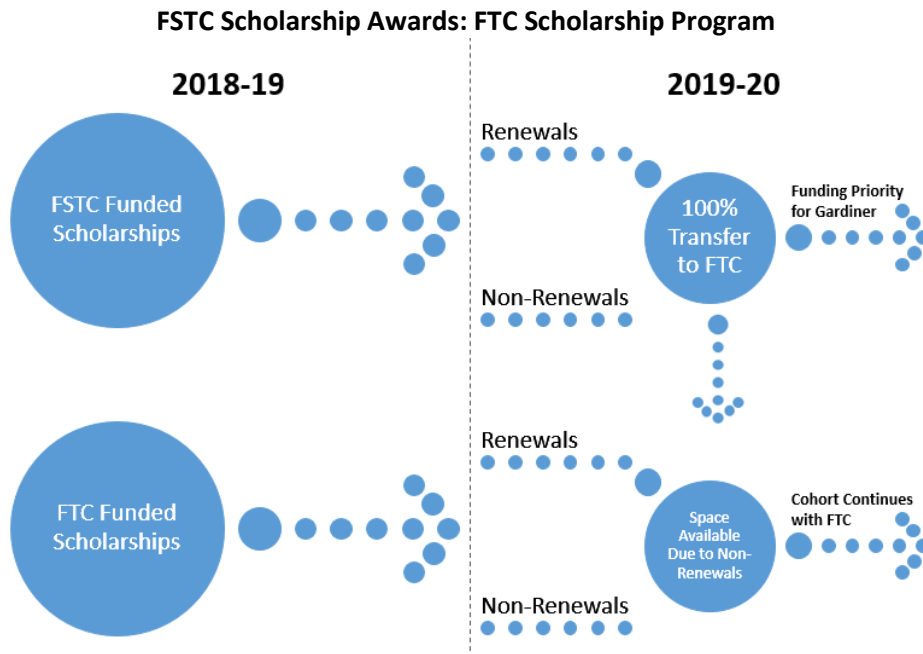 FSTC Scholarship Awards: FTC Scholarship Program
2018-19
2019-20
FSTC Funded
Scholarships
Renewals
100%
Transfer
to FTC
Funding Priority
for Gardiner
Non-Renewals
FTC Funded
Scholarships
Renewals
Space
Available
Due to Non-
Renewals
Cohort Continues
with FTC
Non-Renewals